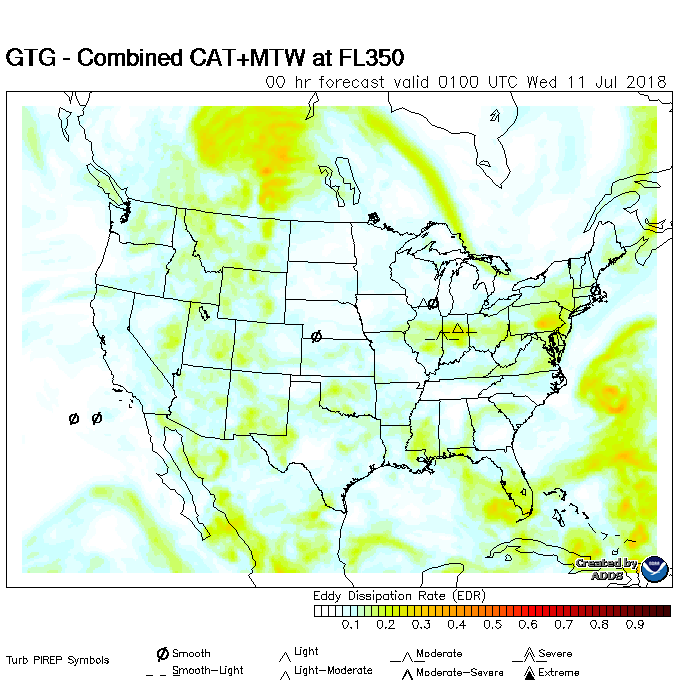 GTG - Combined CAT+MTW at FL350
00 hr forecast valid 0100 UTC Wed 11 Jul 2018
Created by
ADDS
Eddy Dissipation Rate (EDR)
0.1 0.2 0.3 0.4 0.5 0.6 0.7 0.8 0.9
Turb PIREP Symbols
Smooth Light Moderate Severe
Smooth-Light Light-Moderate Moderate-Severe Extreme